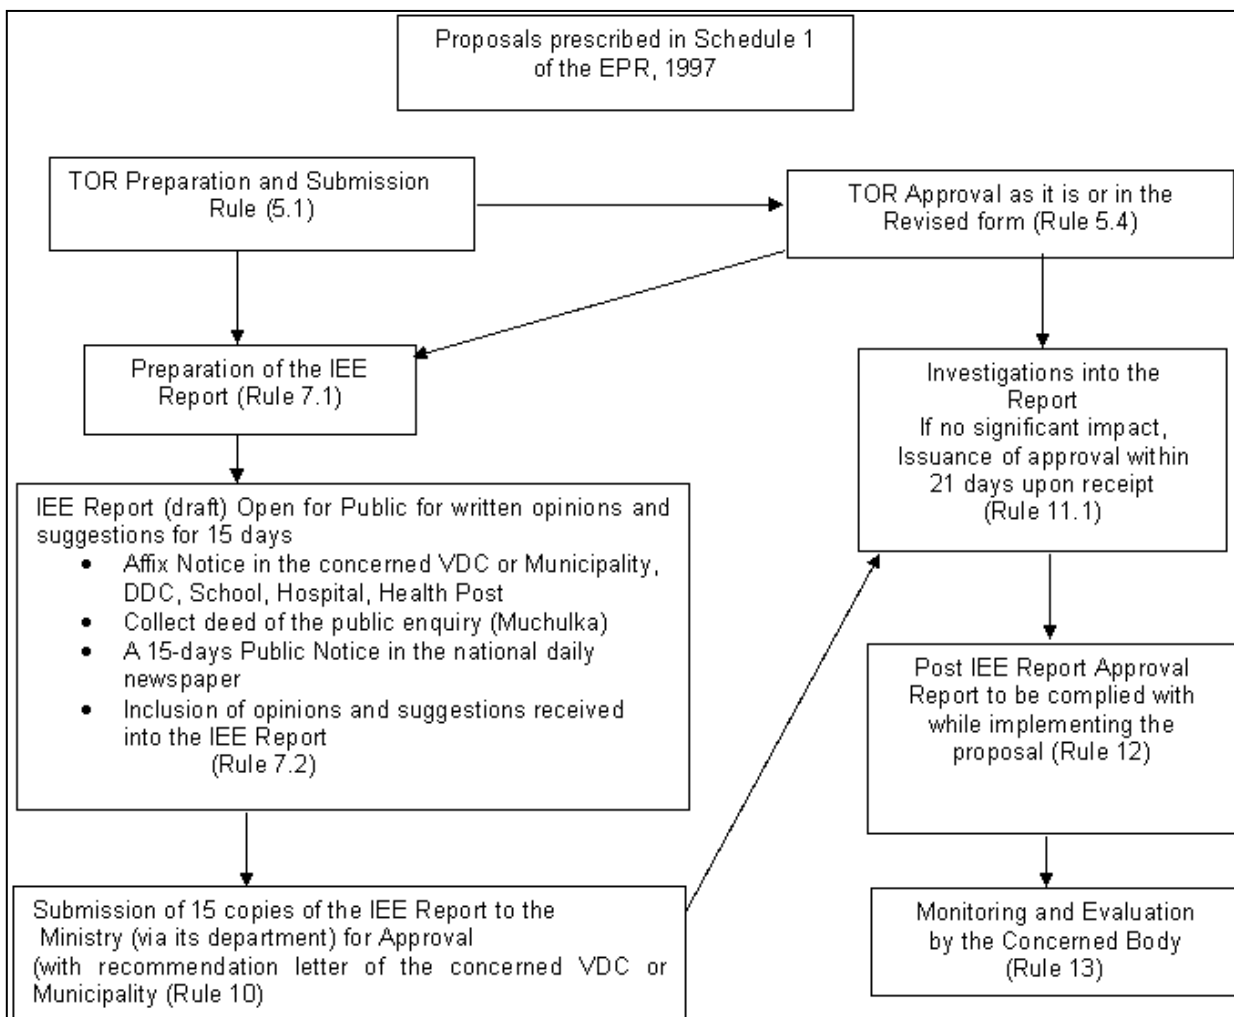 Proposals prescribed in Schedule 1
of the EPR, 1997
TOR Preparation and Submission
Rule (5.1)
TOR Approval as it is or in the
Revised form (Rule 5.4)
Preparation of the IEE
Report (Rule 7.1)
Investigations into the
Report
If no significant impact,
Issuance of approval within
21 days upon receipt
(Rule 11.1)
IEE Report (draft) Open for Public for written opinions and
suggestions for 15 days
• Affix Notice in the concerned VDC or Municipality,
DDC, School, Hospital, Health Post
• Collect deed of the public enquiry (Muchulka)
• A 15-days Public Notice in the national daily
newspaper
• Inclusion of opinions and suggestions received
into the IEE Report
(Rule 7.2)
Post IEE Report Approval
Report to be complied with
while implementing the
proposal (Rule 12)
Submission of 15 copies of the IEE Report to the
Ministry (via its department) for Approval
(with recommendation letter of the concerned VDC or
Municipality (Rule 10)
Monitoring and Evaluation
by the Concerned Body
(Rule 13)